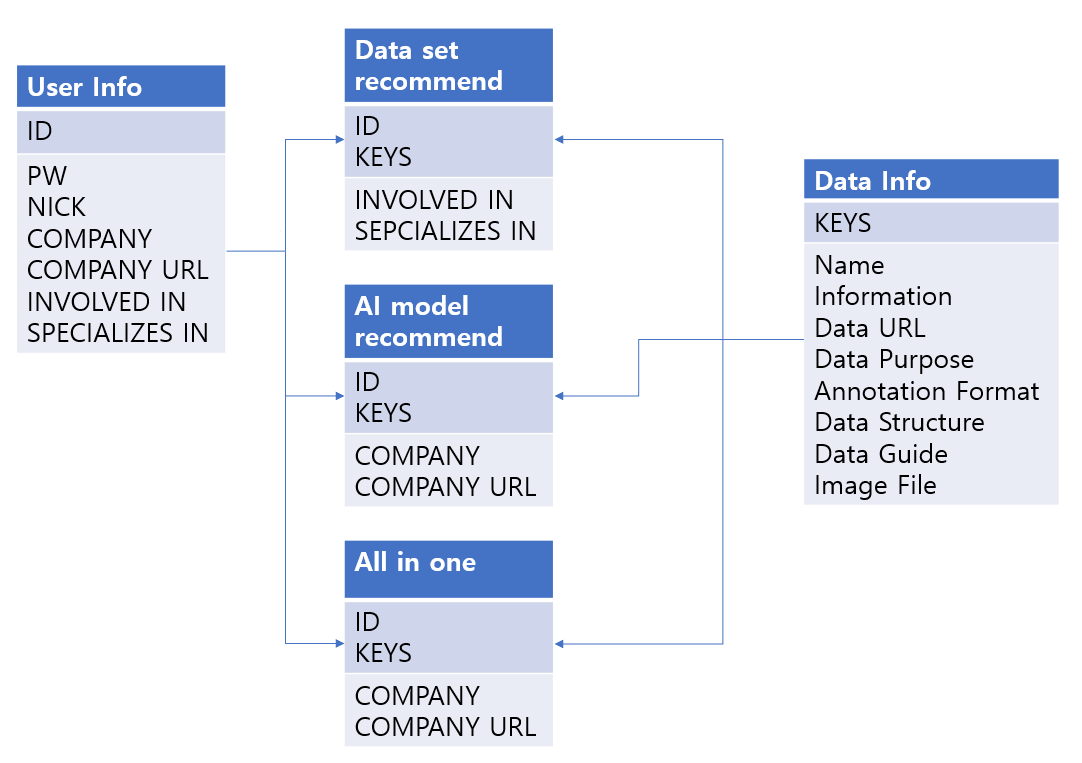 User Info
ID
PW
NICK
COMPANY
COMPANY URL
INVOLVED IN
SPECIALIZES IN
Data set
recommend
ID
KEYS
INVOLVED IN
SEPCIALIZES IN
AI model
recommend
ID
KEYS
COMPANY
COMPANY URL
All in one
ID
KEYS
COMPANY
COMPANY URL
Data Info
KEYS
Name
Information
Data URL
Data Purpose
Annotation Format
Data Structure
Data Guide
Image File